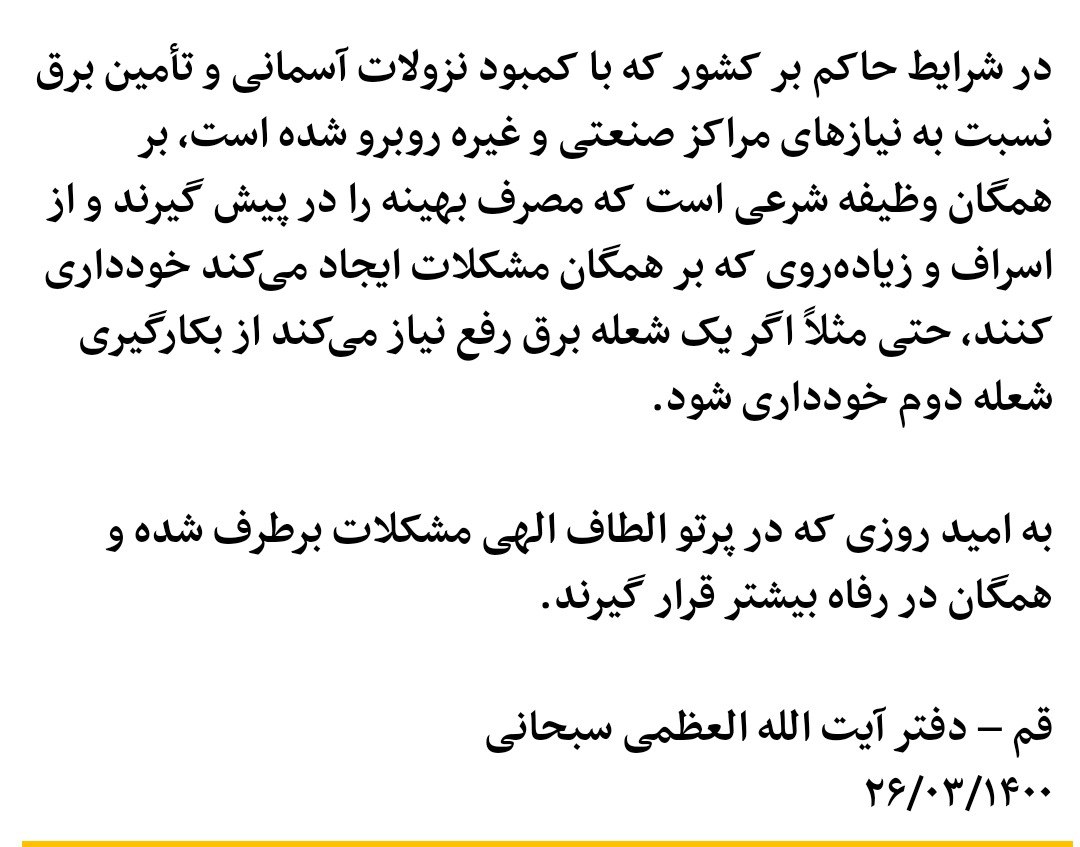 در شرایط حاکم بر کشور که با کمبود نزولات آسمانی و تأمین برق
نسبت به نیازهای مراکز صنعتی و غیره روبرو شده است، بر
همگان وظیفه شرعی است که مصرف بهینه را در پیش گیرند و از
اسراف و زیاده‌روی که بر همگان مشکلات ایجاد می‌کند خودداری
کنند، حتی مثلاً اگر یک شعله برق رفع نیاز می‌کند از بکارگیری
شعله دوم خودداری شود.
به امید روزی که در پرتو الطاف الهی مشکلات برطرف شده و
همگان در رفاه بیشتر قرار گیرند.
قم – دفتر آیت الله العظمی سبحانی
۲۶/۰۳/۱۴۰۰